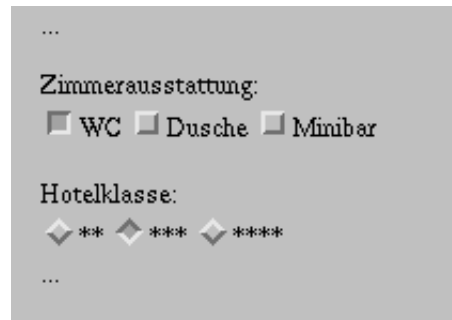 ...
Zimmerausstattung:
WC Dusche Minibar
Hotelklasse:
** *** ****
...